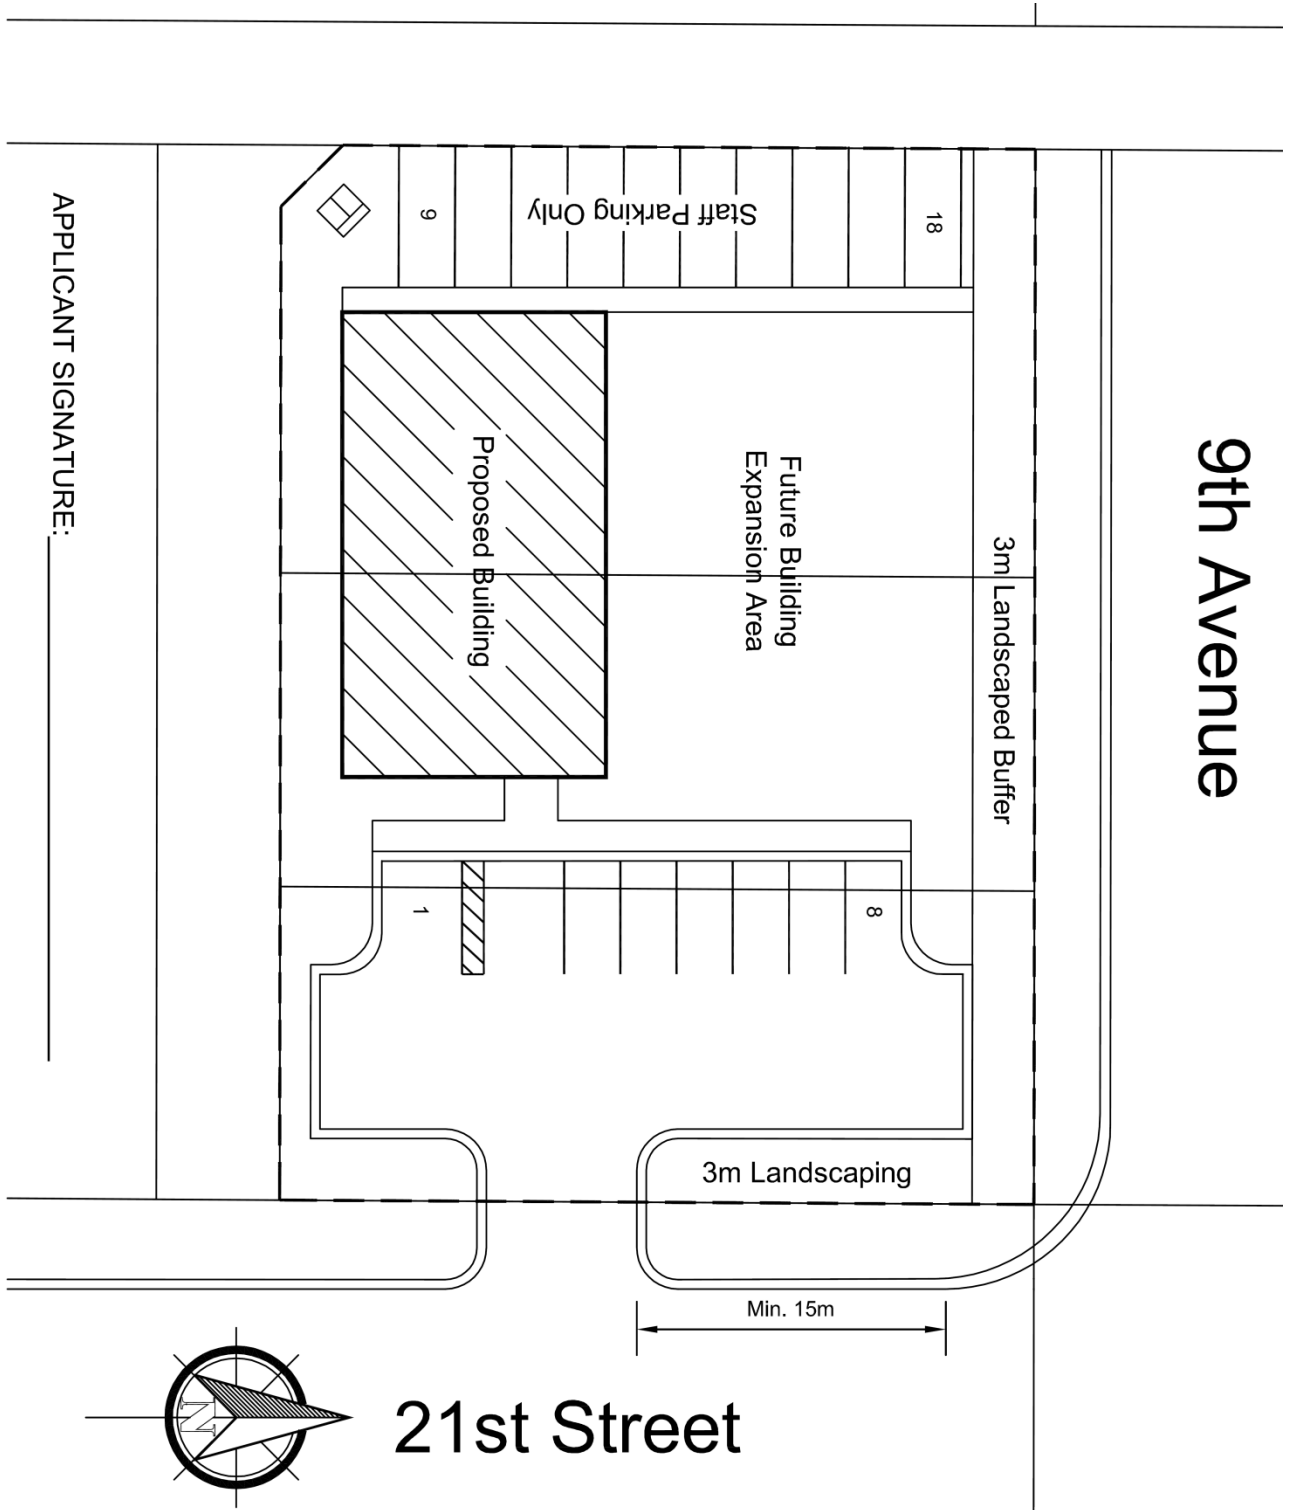 9
Staff Parking Only
18
APPLICANT SIGNATURE:
Proposed Building
Future Building
Expansion Area
3m Landscaped Buffer
9th Avenue
1
8
3m Landscaping
Min. 15m
N
21st Street